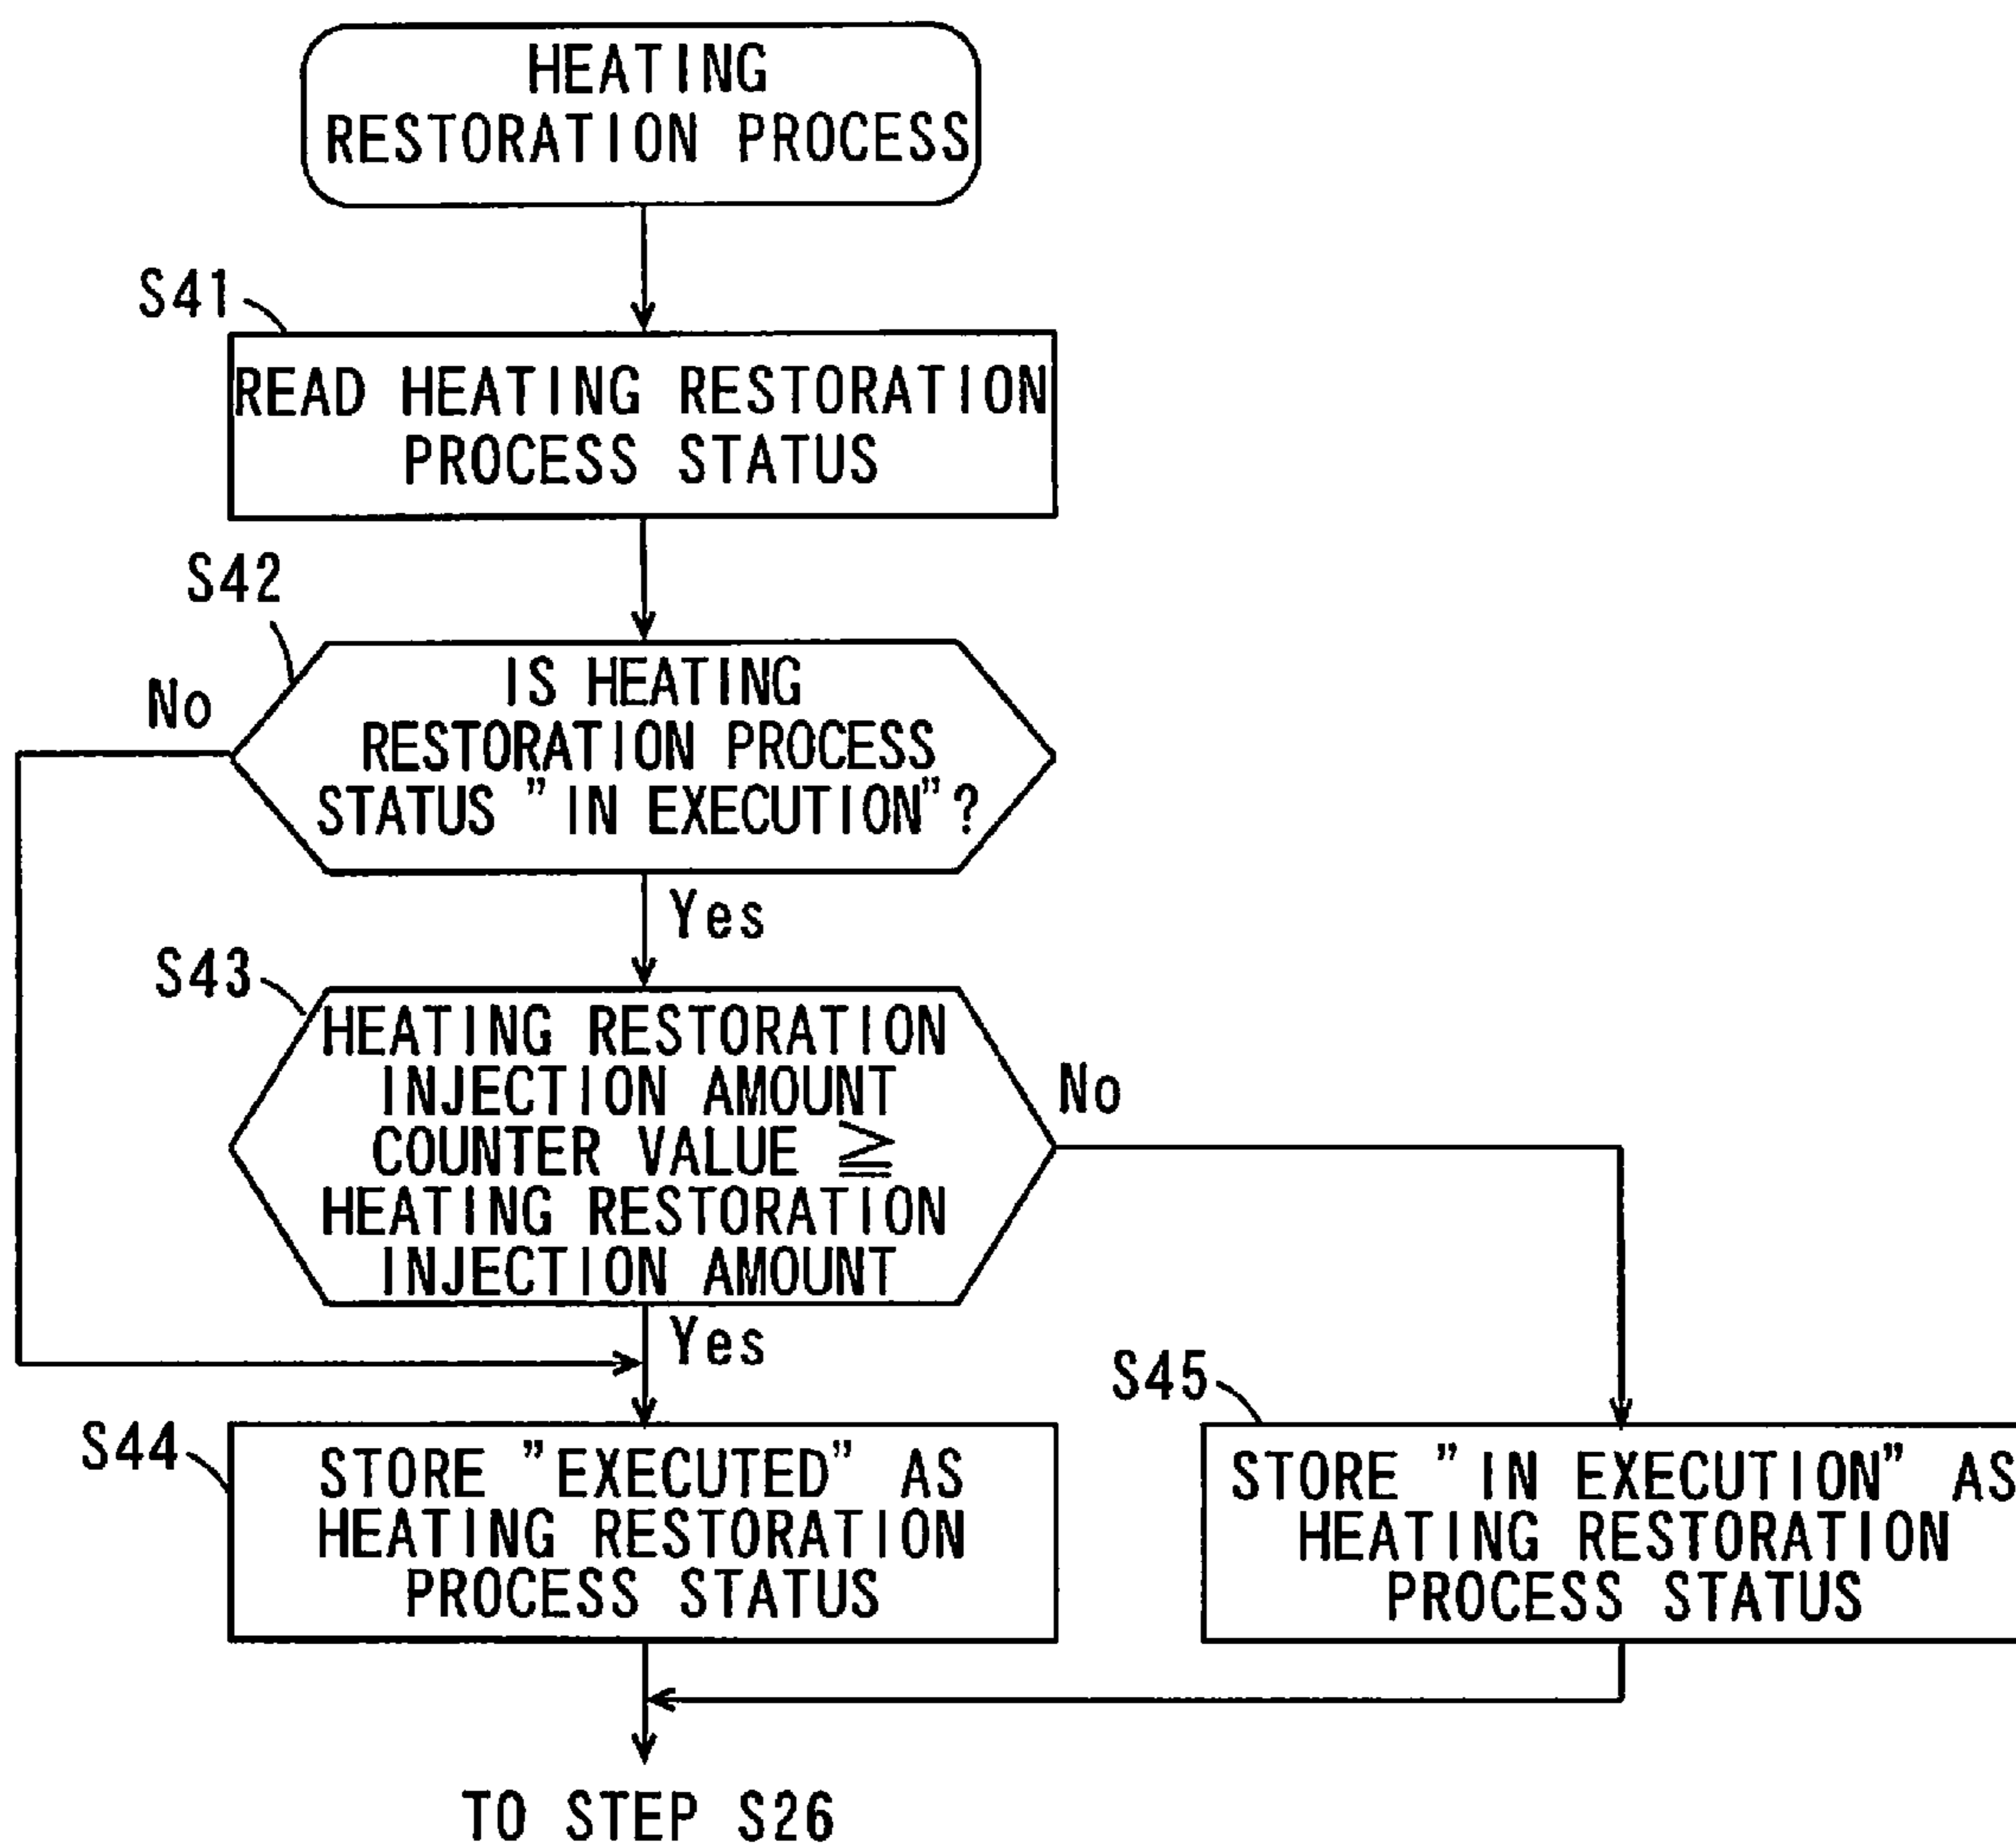 HEATING
RESTORATION PROCESS
S41
READ HEATING RESTORATION
PROCESS STATUS
S42
No
IS HEATING
RESTORATION PROCESS
STATUS "IN EXECUTION"?
Yes
S43
HEATING RESTORATION
INJECTION AMOUNT
COUNTER VALUE ≧
HEATING RESTORATION
INJECTION AMOUNT
No
Yes
S44
STORE "EXECUTED" AS
HEATING RESTORATION
PROCESS STATUS
S45
STORE "IN EXECUTION" AS
HEATING RESTORATION
PROCESS STATUS
TO STEP S26